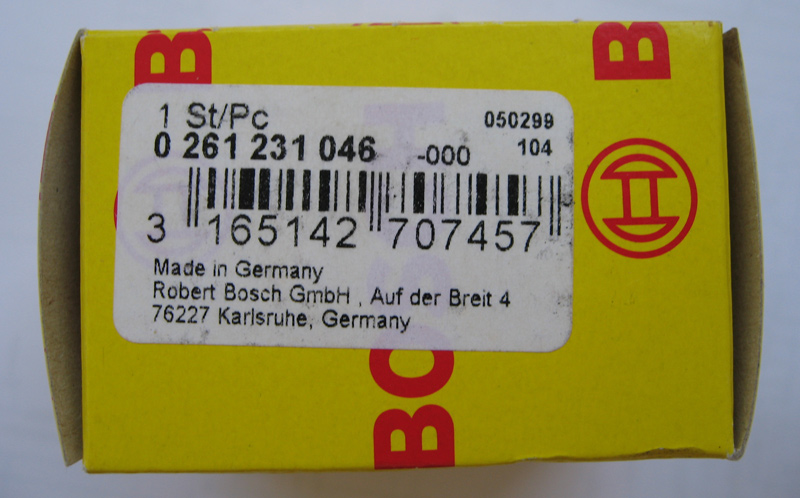 1 St/Pc
050299
0 261 231 046 -000
104
3 165142 707457
Made in Germany
Robert Bosch GmbH , Auf der Breit 4
76227 Karlsruhe, Germany
B
B
BOS